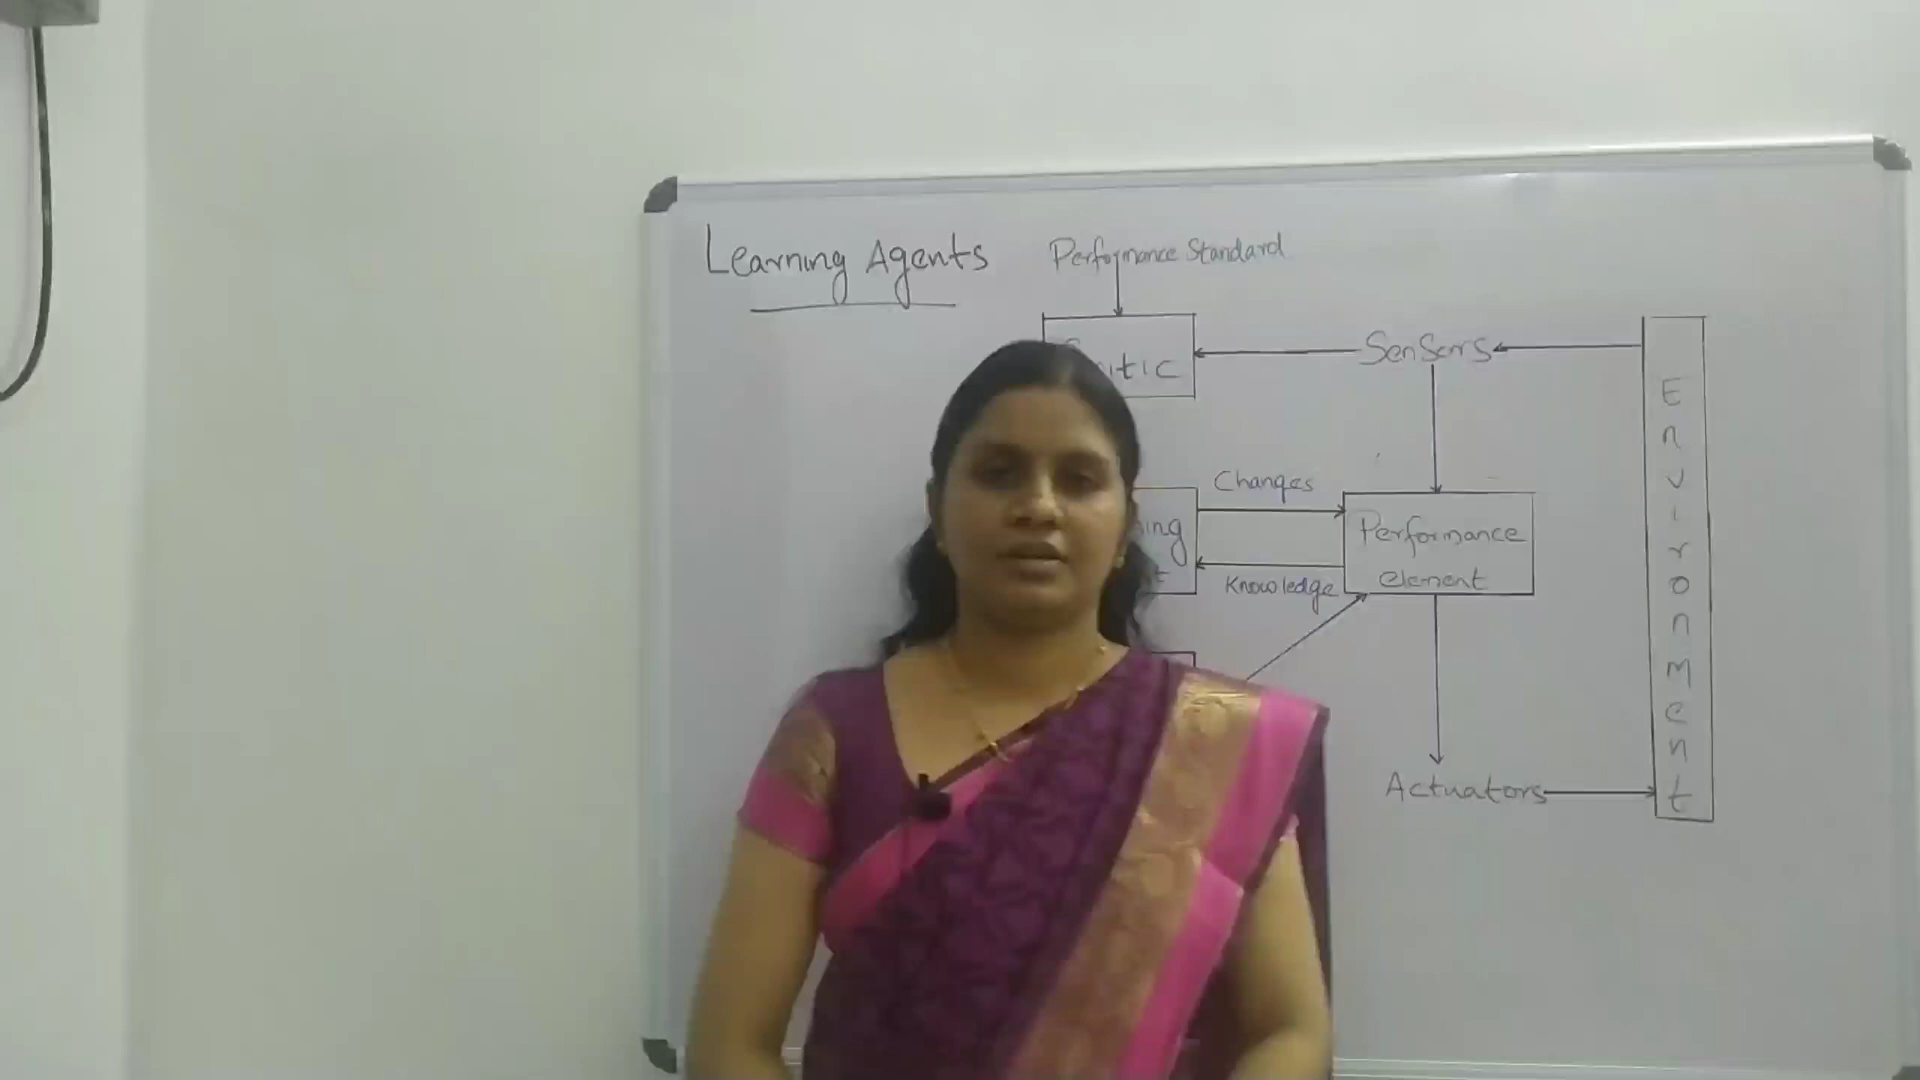 Learning Agents
Performance Standard
Sensors
Changes
Performance
element
Knowledge
Actuators
Environment